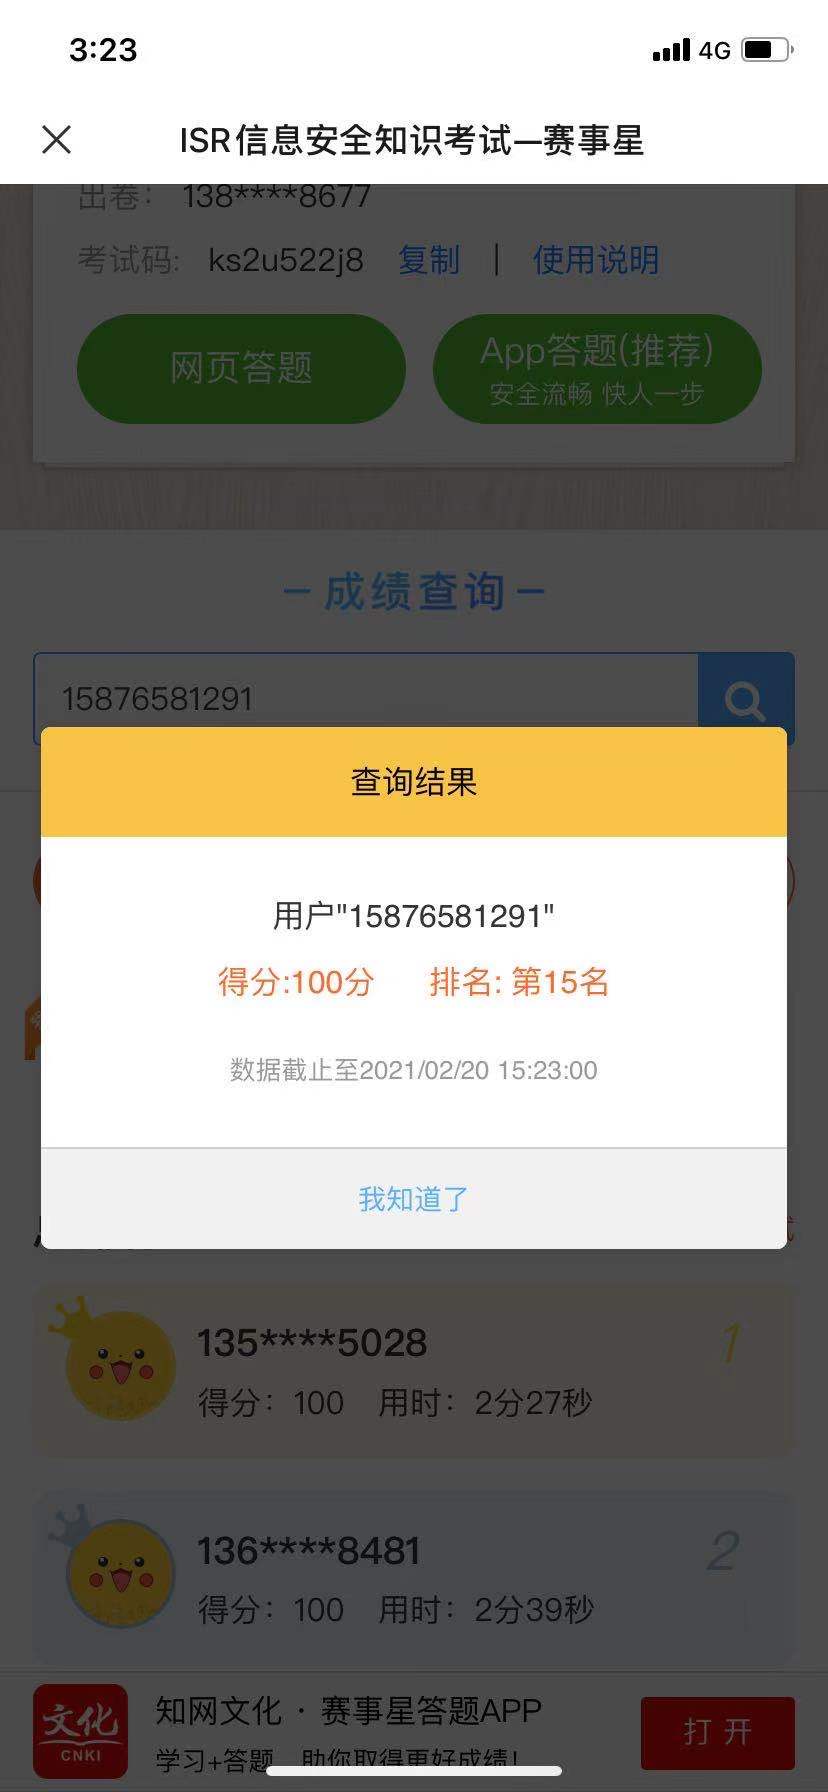 3:23
4G
ISR信息安全知识考试—赛事星
出卷： 138****8677
考试码: ks2u522j8 复制 | 使用说明
网页答题
App答题(推荐)
安全流畅 快人一步
成绩查询
15876581291
查询结果
用户"15876581291"
得分:100分 排名: 第15名
数据截止至2021/02/20 15:23:00
我知道了
135****5028
1
得分：100 用时：2分27秒
136****8481
2
得分：100 用时：2分39秒
文化
CNKI
知网文化 · 赛事星答题APP
学习+答题，助你取得更好成绩！
打开